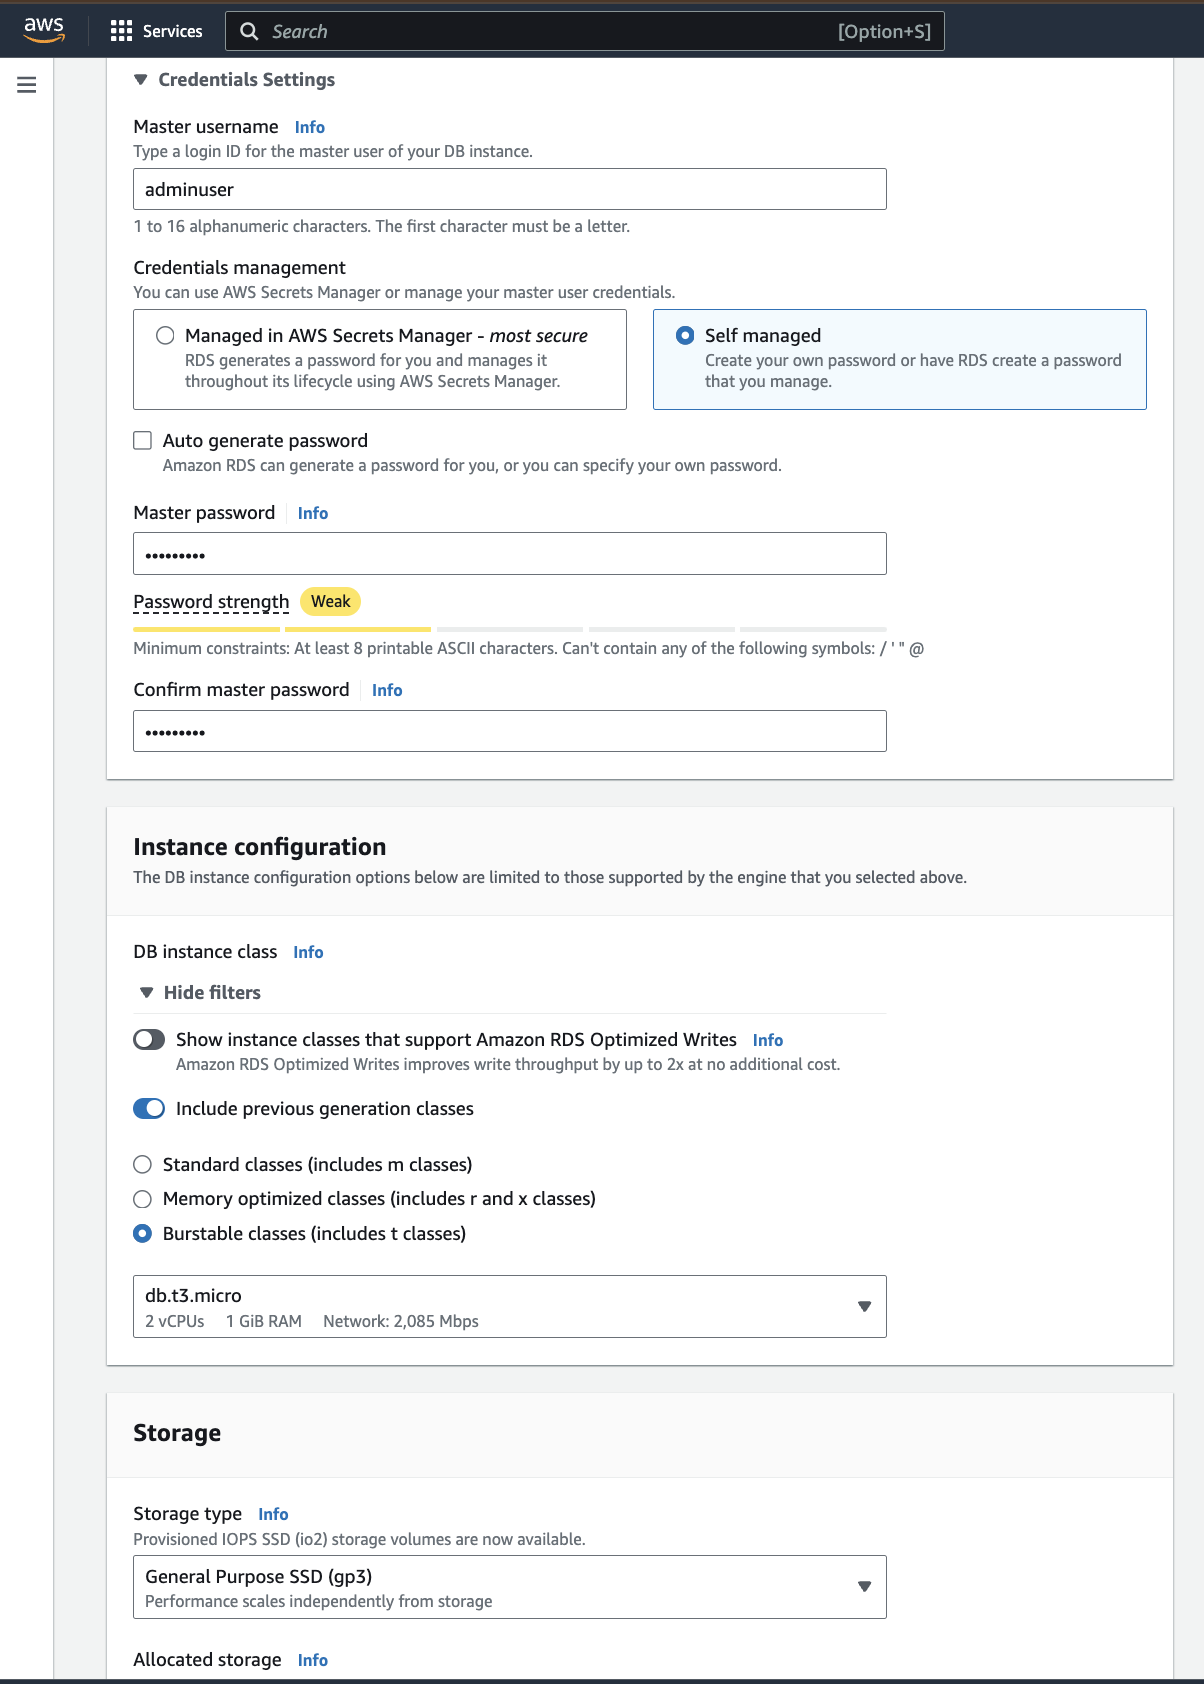 aws
Services
Search
[Option+S]
Credentials Settings
Master username Info
Type a login ID for the master user of your DB instance.
adminuser
1 to 16 alphanumeric characters. The first character must be a letter.
Credentials management
You can use AWS Secrets Manager or manage your master user credentials.
Managed in AWS Secrets Manager - most secure
RDS generates a password for you and manages it
throughout its lifecycle using AWS Secrets Manager.
Self managed
Create your own password or have RDS create a password
that you manage.
Auto generate password
Amazon RDS can generate a password for you, or you can specify your own password.
Master password Info
•••••••••
Password strength Weak
Minimum constraints: At least 8 printable ASCII characters. Can't contain any of the following symbols: / ' " @
Confirm master password Info
•••••••••
Instance configuration
The DB instance configuration options below are limited to those supported by the engine that you selected above.
DB instance class Info
Hide filters
Show instance classes that support Amazon RDS Optimized Writes Info
Amazon RDS Optimized Writes improves write throughput by up to 2x at no additional cost.
Include previous generation classes
Standard classes (includes m classes)
Memory optimized classes (includes r and x classes)
Burstable classes (includes t classes)
db.t3.micro
2 vCPUs 1 GiB RAM Network: 2,085 Mbps
Storage
Storage type Info
Provisioned IOPS SSD (io2) storage volumes are now available.
General Purpose SSD (gp3)
Performance scales independently from storage
Allocated storage Info